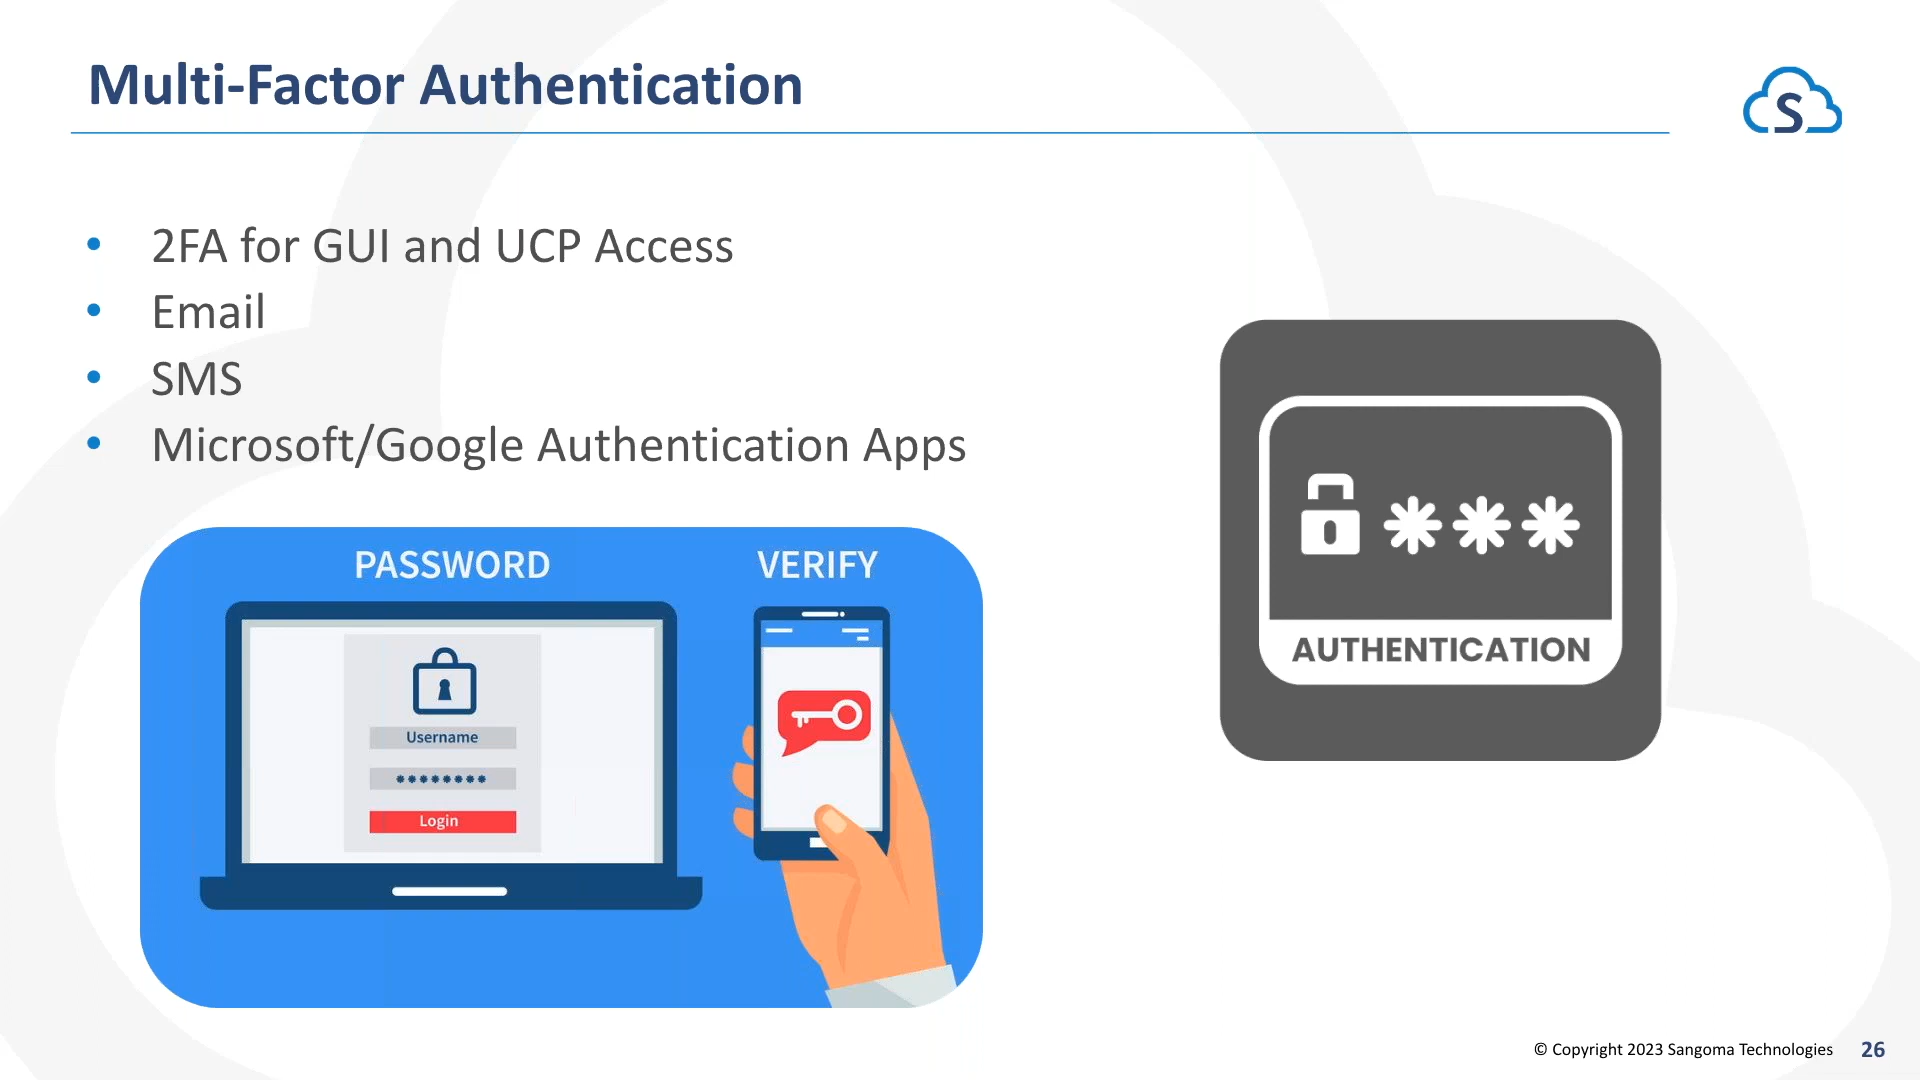 Multi-Factor Authentication
S
• 2FA for GUI and UCP Access
• Email
• SMS
• Microsoft/Google Authentication Apps
PASSWORD
VERIFY
Username
********
Login
***
AUTHENTICATION
© Copyright 2023 Sangoma Technologies
26